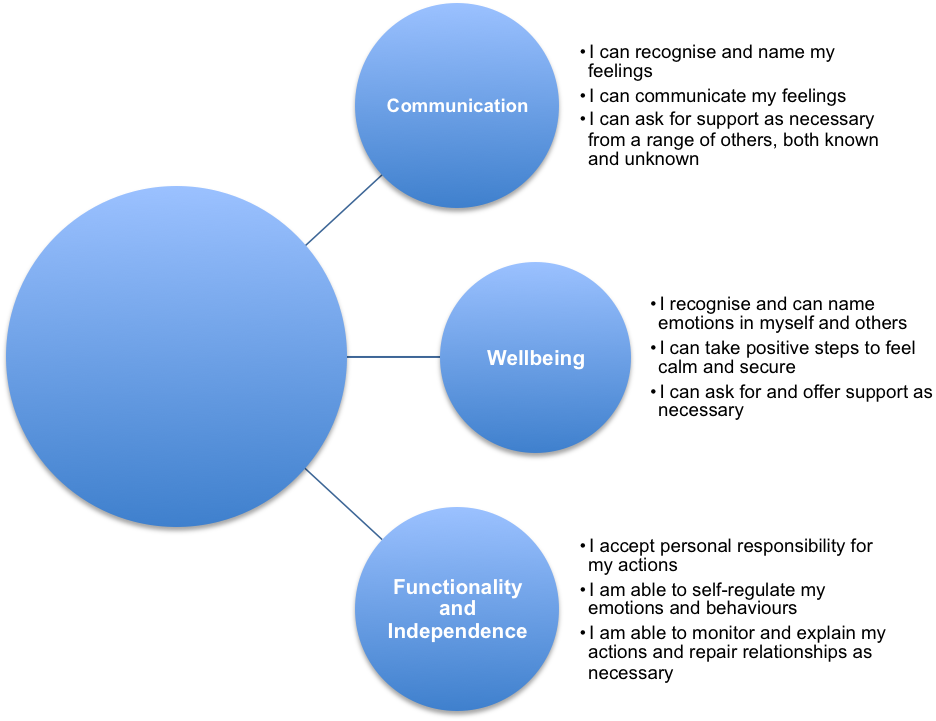 Communication
• I can recognise and name my
feelings
• I can communicate my feelings
• I can ask for support as necessary
from a range of others, both known
and unknown
Wellbeing
• I recognise and can name
emotions in myself and others
• I can take positive steps to feel
calm and secure
• I can ask for and offer support as
necessary
Functionality
and
Independence
• I accept personal responsibility for
my actions
• I am able to self-regulate my
emotions and behaviours
• I am able to monitor and explain my
actions and repair relationships as
necessary